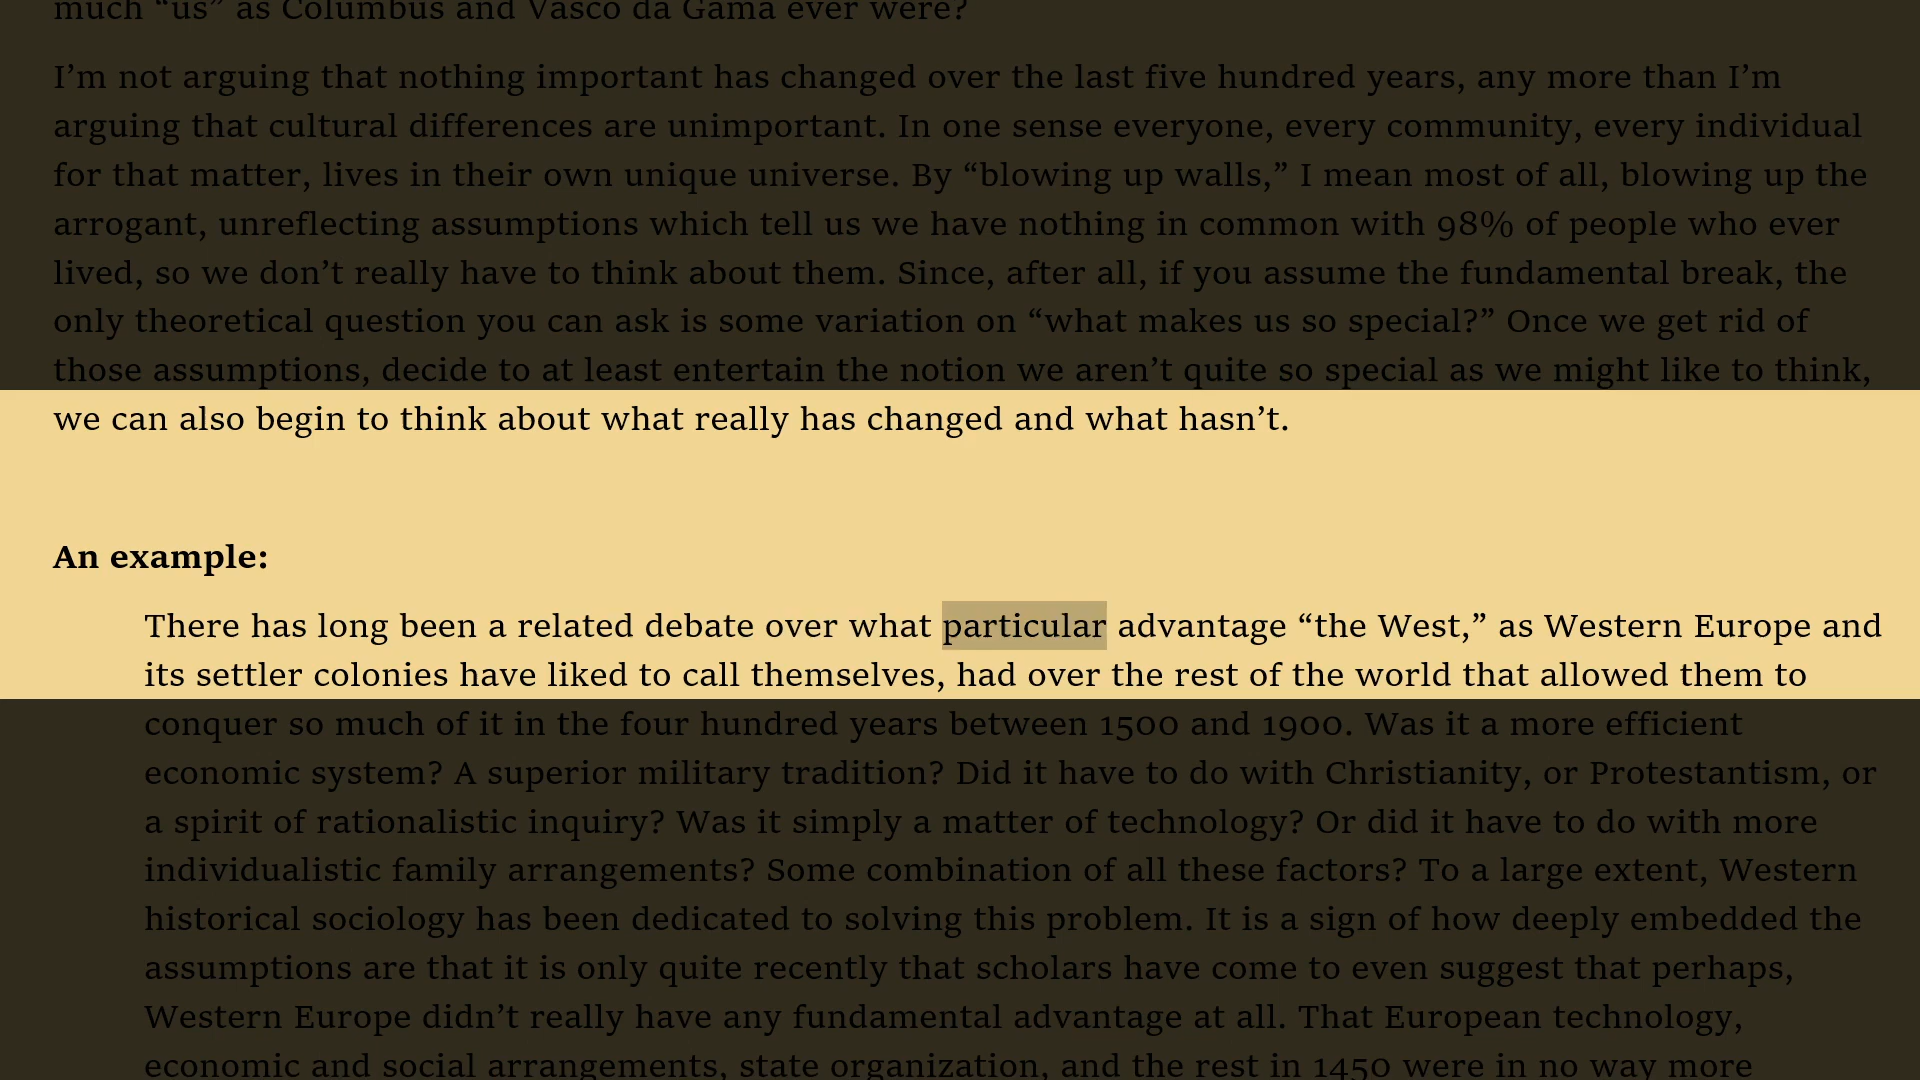 much “us” as Columbus and Vasco da Gama ever were?
I’m not arguing that nothing important has changed over the last five hundred years, any more than I’m
arguing that cultural differences are unimportant. In one sense everyone, every community, every individual
for that matter, lives in their own unique universe. By “blowing up walls,” I mean most of all, blowing up the
arrogant, unreflecting assumptions which tell us we have nothing in common with 98% of people who ever
lived, so we don’t really have to think about them. Since, after all, if you assume the fundamental break, the
only theoretical question you can ask is some variation on “what makes us so special?” Once we get rid of
those assumptions, decide to at least entertain the notion we aren’t quite so special as we might like to think,
we can also begin to think about what really has changed and what hasn’t.
An example:
There has long been a related debate over what particular advantage “the West,” as Western Europe and
its settler colonies have liked to call themselves, had over the rest of the world that allowed them to
conquer so much of it in the four hundred years between 1500 and 1900. Was it a more efficient
economic system? A superior military tradition? Did it have to do with Christianity, or Protestantism, or
a spirit of rationalistic inquiry? Was it simply a matter of technology? Or did it have to do with more
individualistic family arrangements? Some combination of all these factors? To a large extent, Western
historical sociology has been dedicated to solving this problem. It is a sign of how deeply embedded the
assumptions are that it is only quite recently that scholars have come to even suggest that perhaps,
Western Europe didn’t really have any fundamental advantage at all. That European technology,
economic and social arrangements, state organization, and the rest in 1450 were in no way more